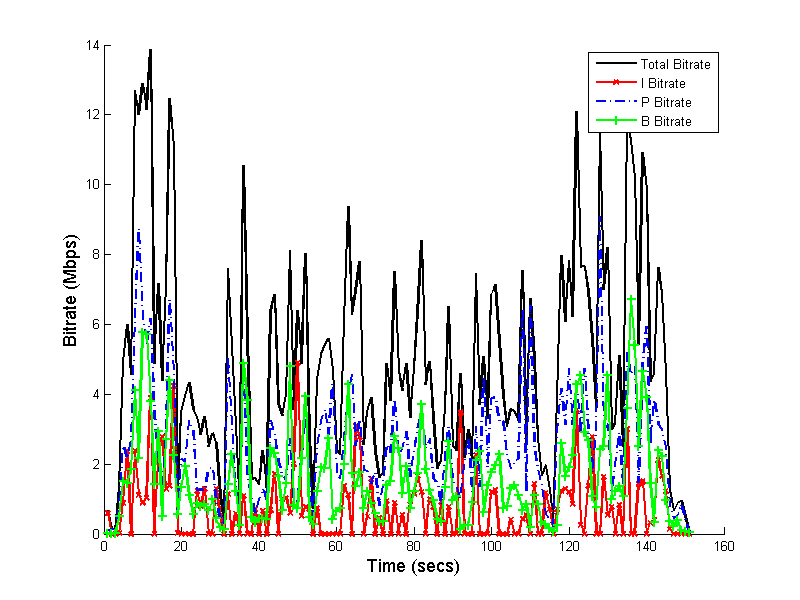 14
12
10
8
6
4
2
0
0 20 40 60 80 100 120 140 160
Bitrate (Mbps)
Time (secs)
Total Bitrate
I Bitrate
P Bitrate
B Bitrate